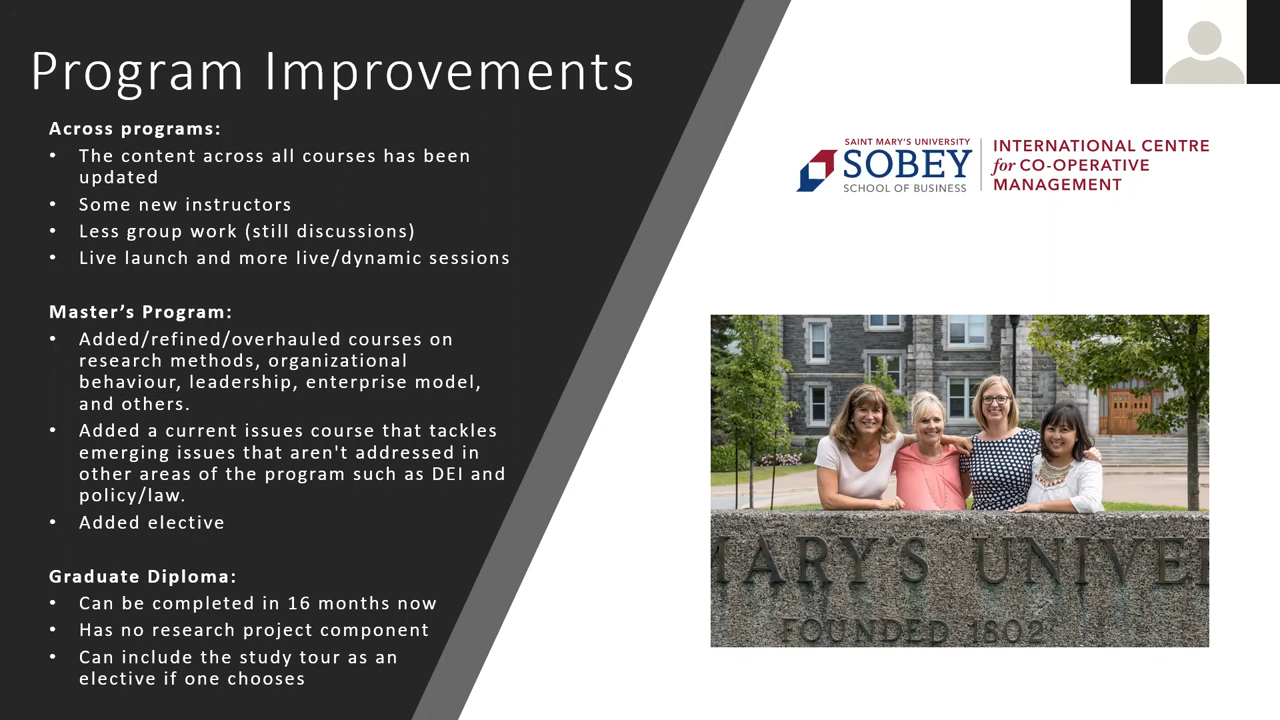 Program Improvements
Across programs:
• The content across all courses has been
updated
• Some new instructors
• Less group work (still discussions)
• Live launch and more live/dynamic sessions
Master’s Program:
• Added/refined/overhauled courses on
research methods, organizational
behaviour, leadership, enterprise model,
and others.
• Added a current issues course that tackles
emerging issues that aren't addressed in
other areas of the program such as DEI and
policy/law.
• Added elective
Graduate Diploma:
• Can be completed in 16 months now
• Has no research project component
• Can include the study tour as an
elective if one chooses
SAINT MARY'S UNIVERSITY
SOBEY
SCHOOL OF BUSINESS
INTERNATIONAL CENTRE
for CO-OPERATIVE
MANAGEMENT
MARY'S UNIVER
FOUNDED 1802